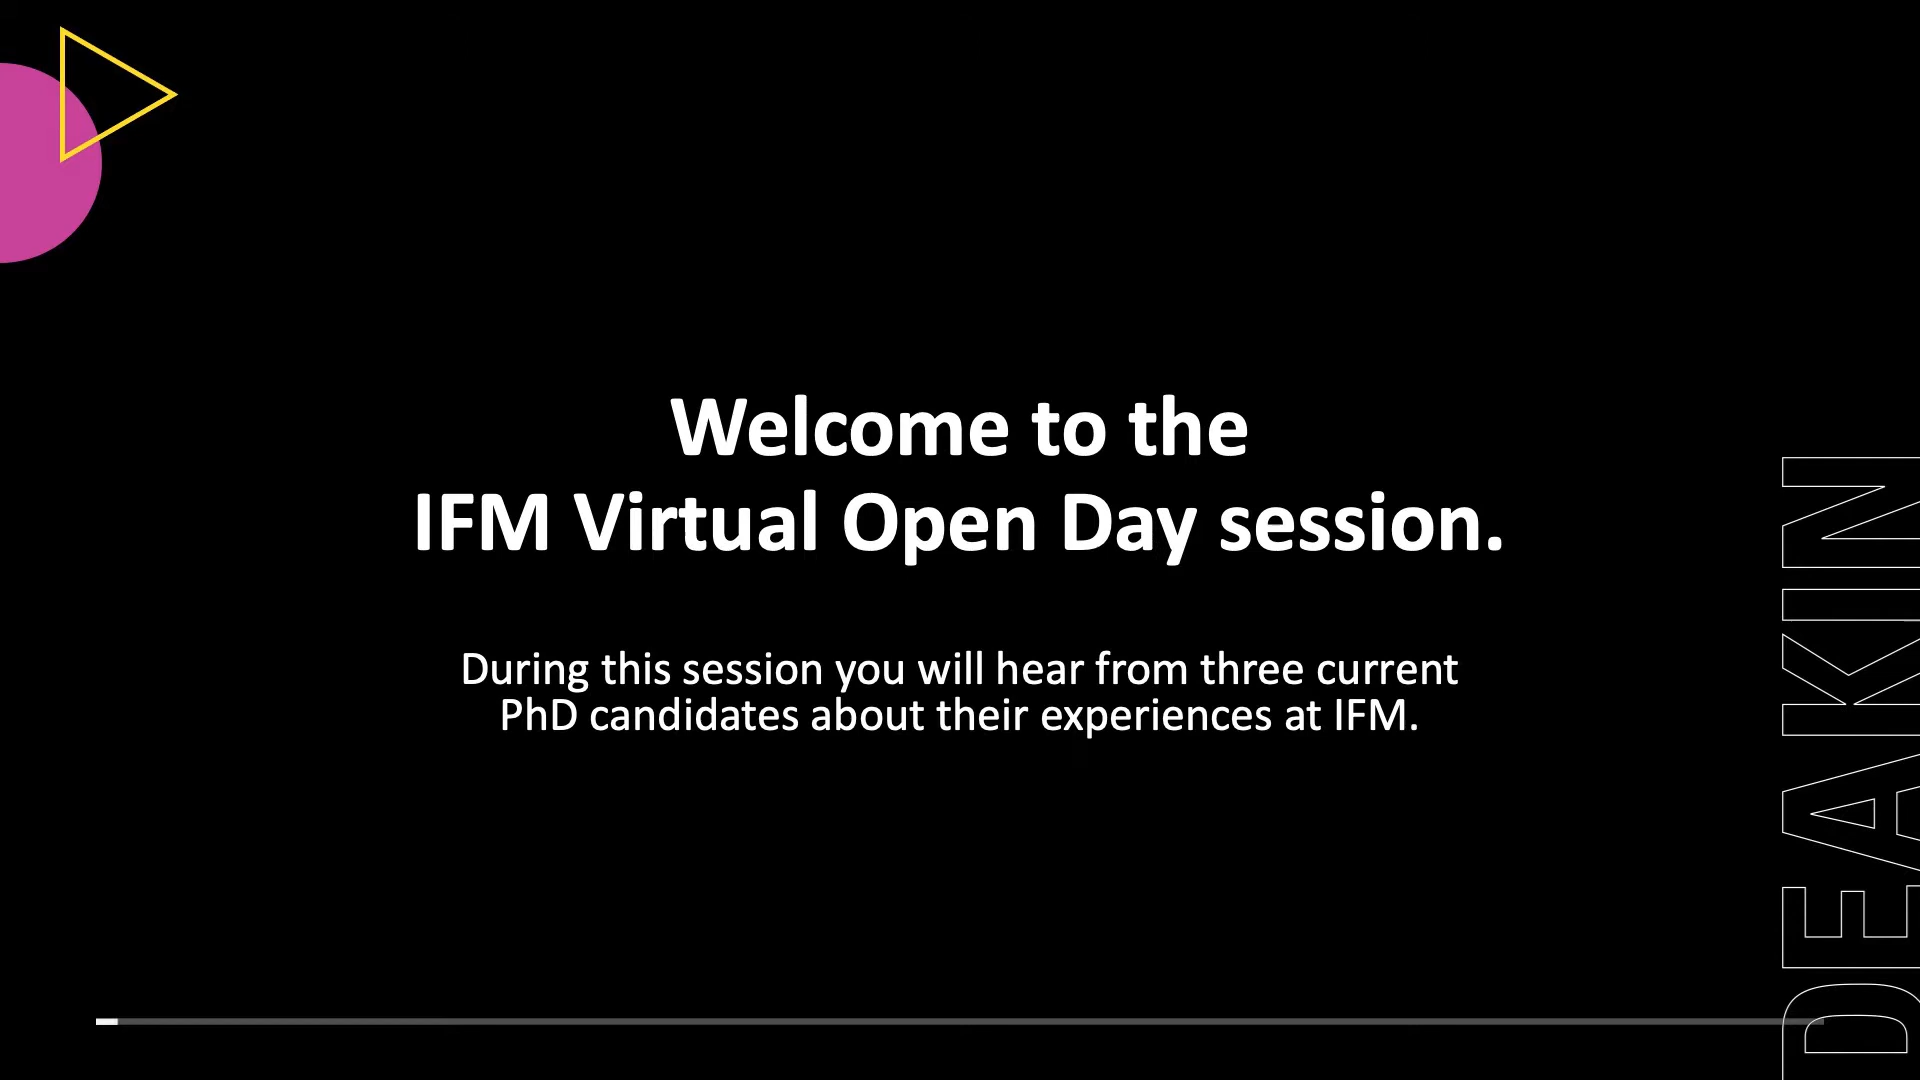 Welcome to the
IFM Virtual Open Day session.
During this session you will hear from three current
PhD candidates about their experiences at IFM.
DEAKIN